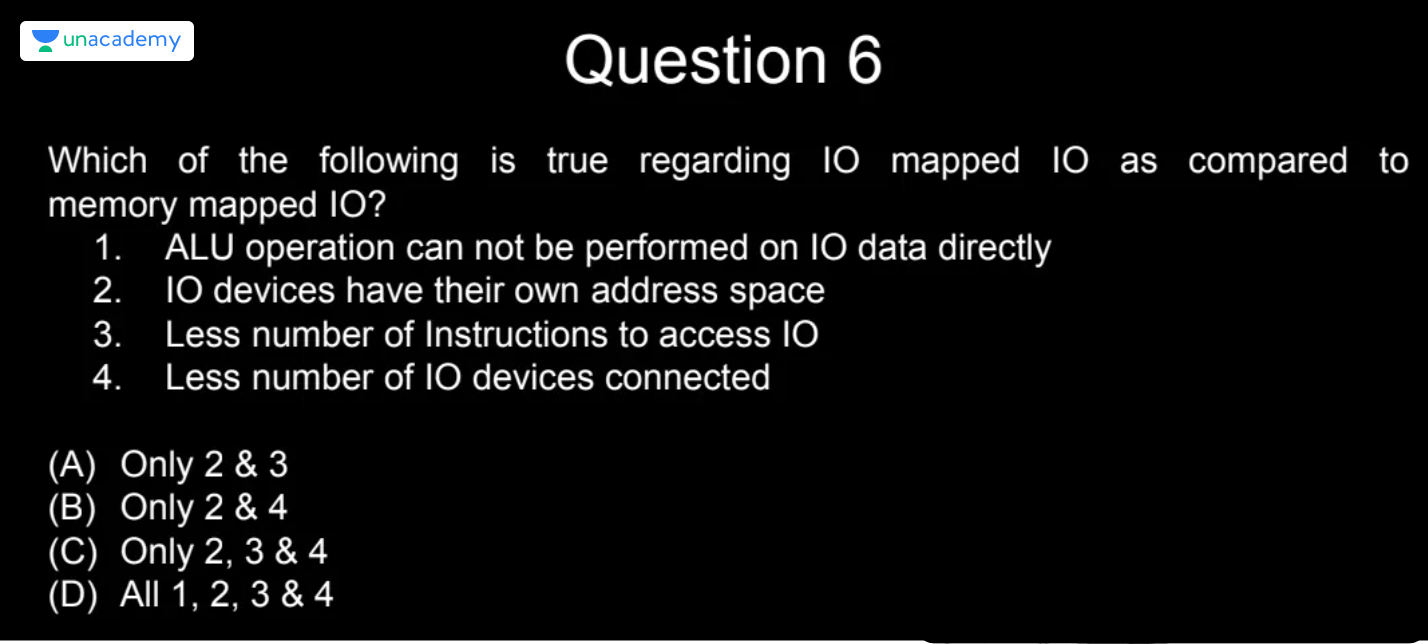 unacademy
Question 6
Which of the following is true regarding IO mapped IO as compared to
memory mapped IO?
1. ALU operation can not be performed on IO data directly
2. IO devices have their own address space
3. Less number of Instructions to access IO
4. Less number of IO devices connected
(A) Only 2 & 3
(B) Only 2 & 4
(C) Only 2, 3 & 4
(D) All 1, 2, 3 & 4